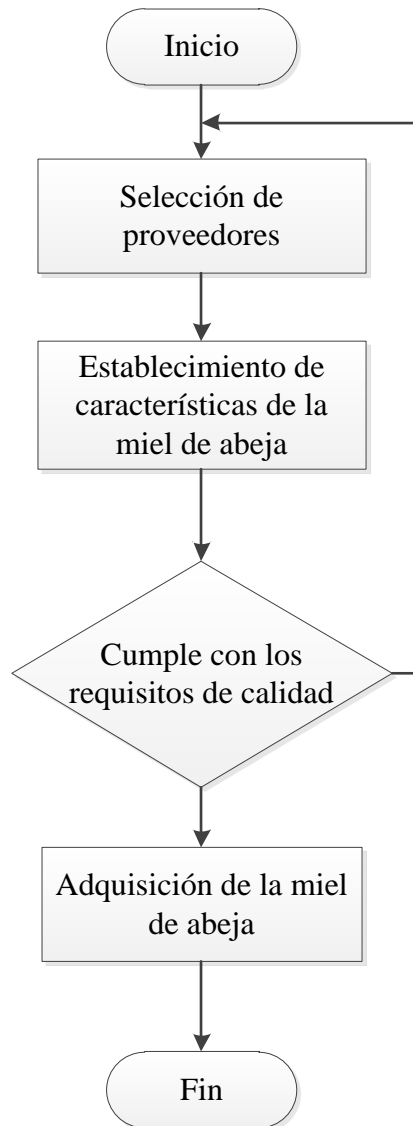 Inicio
Selección de
proveedores
Establecimiento de
características de la
miel de abeja
Cumple con los
requisitos de calidad
Adquisición de la miel
de abeja
Fin